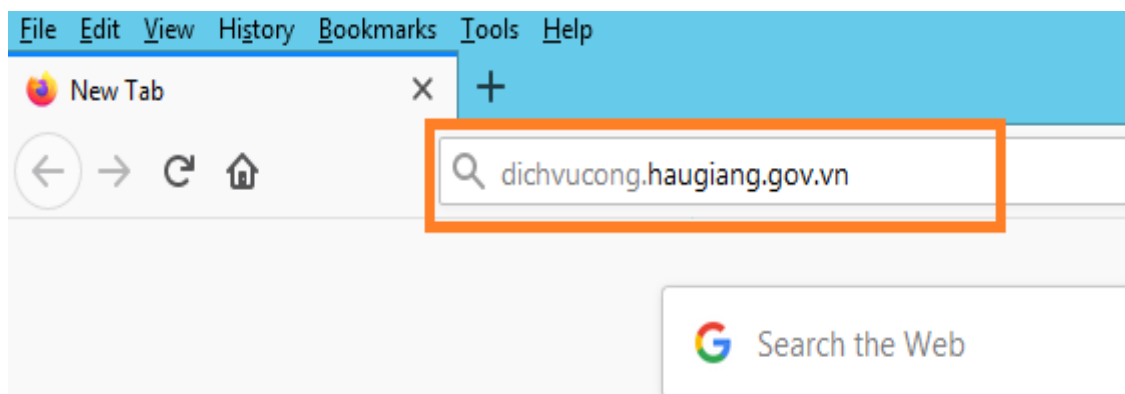 File Edit View History Bookmarks Tools Help
New Tab
dichvucong.haugiang.gov.vn
Search the Web